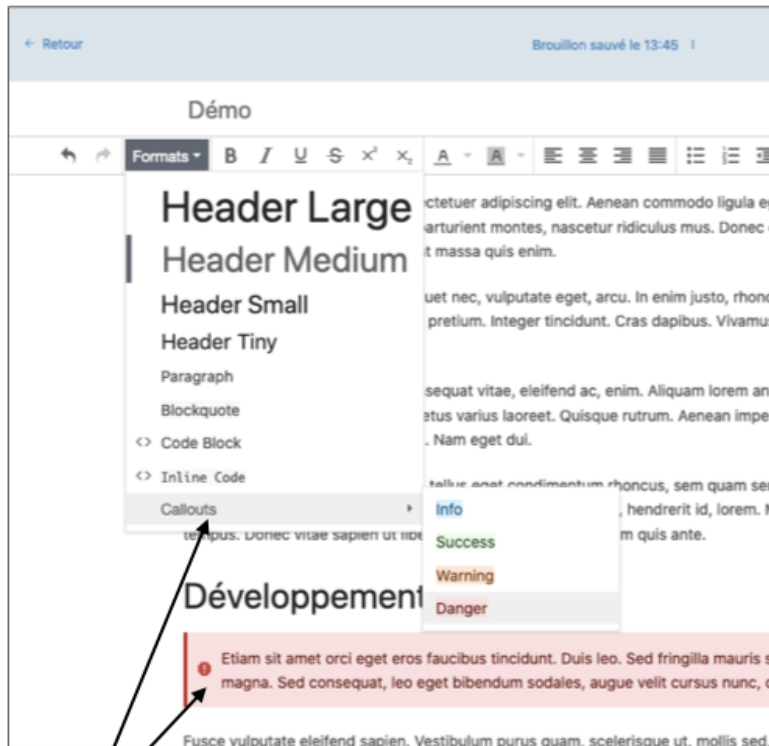 ← Retour
Brouillon sauvé le 13:45
Démo
Formats B I U S x² x₂ A A
Header Large
Header Medium
Header Small
Header Tiny
Paragraph
Blockquote
<> Code Block
<> Inline Code
Callouts
Info
Success
Warning
Danger
ctetuer adipiscing elit. Aenean commodo ligula eg
parturient montes, nascetur ridiculus mus. Donec
t massa quis enim.
uet nec, vulputate eget, arcu. In enim justo, rhonc
pretium. Integer tincidunt. Cras dapibus. Vivamus
sequat vitae, eleifend ac, enim. Aliquam lorem an
etus varius laoreet. Quisque rutrum. Aenean impe
. Nam eget dui.
tellus eget condimentum rhoncus, sem quam sem
, hendrerit id, lorem.
tempus. Donec vitae sapien ut libe
m quis ante.
Développement
Etiam sit amet orci eget eros faucibus tincidunt. Duis leo. Sed fringilla mauris s
magna. Sed consequat, leo eget bibendum sodales, augue velit cursus nunc,
Fusce vulputate eleifend sapien. Vestibulum purus quam, scelerisque ut, mollis sed